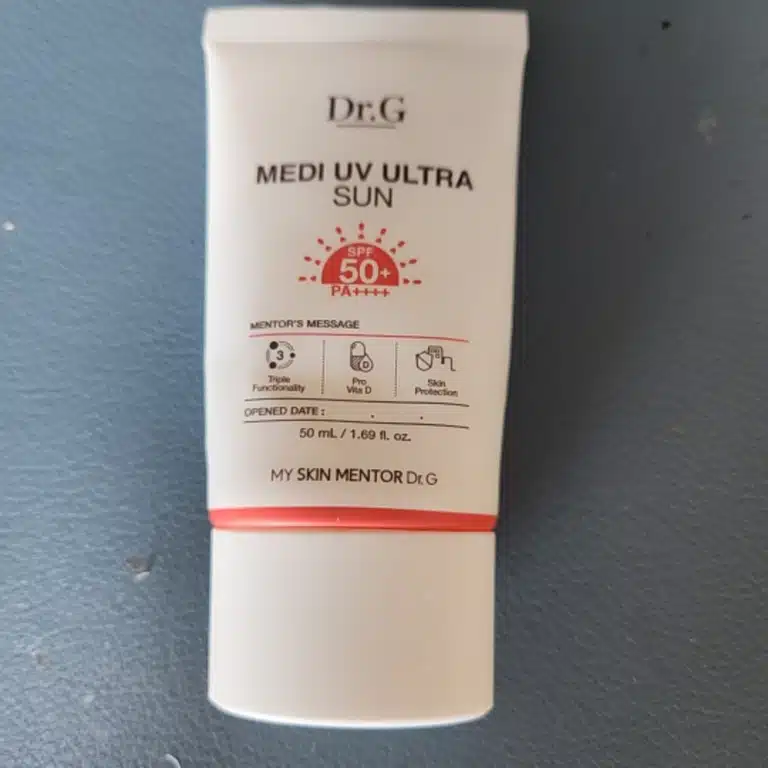 Dr.G
MEDI UV ULTRA
SUN
SPF
50+
PA++++
MENTOR'S MESSAGE
3
Triple
Functionality
D
Pro
Vita D
Skin
Protection
OPENED DATE : . .
50 mL / 1.69 fl. oz.
MY SKIN MENTOR Dr.G